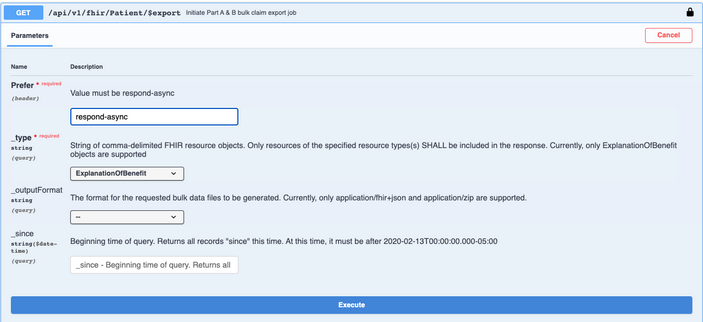 GET /api/v1/fhir/Patient/$export Initiate Part A & B bulk claim export job
Parameters Cancel
Name Description
Prefer * required
(header)
Value must be respond-async
respond-async
_type * required
string
(query)
String of comma-delimited FHIR resource objects. Only resources of the specified resource types(s) SHALL be included in the response. Currently, only ExplanationOfBenefit
objects are supported
ExplanationOfBenefit
_outputFormat
string
(query)
The format for the requested bulk data files to be generated. Currently, only application/fhir+json and application/zip are supported.
--
_since
string($date-
time)
(query)
Beginning time of query. Returns all records "since" this time. At this time, it must be after 2020-02-13T00:00:00.000-05:00
_since - Beginning time of query. Returns all
Execute